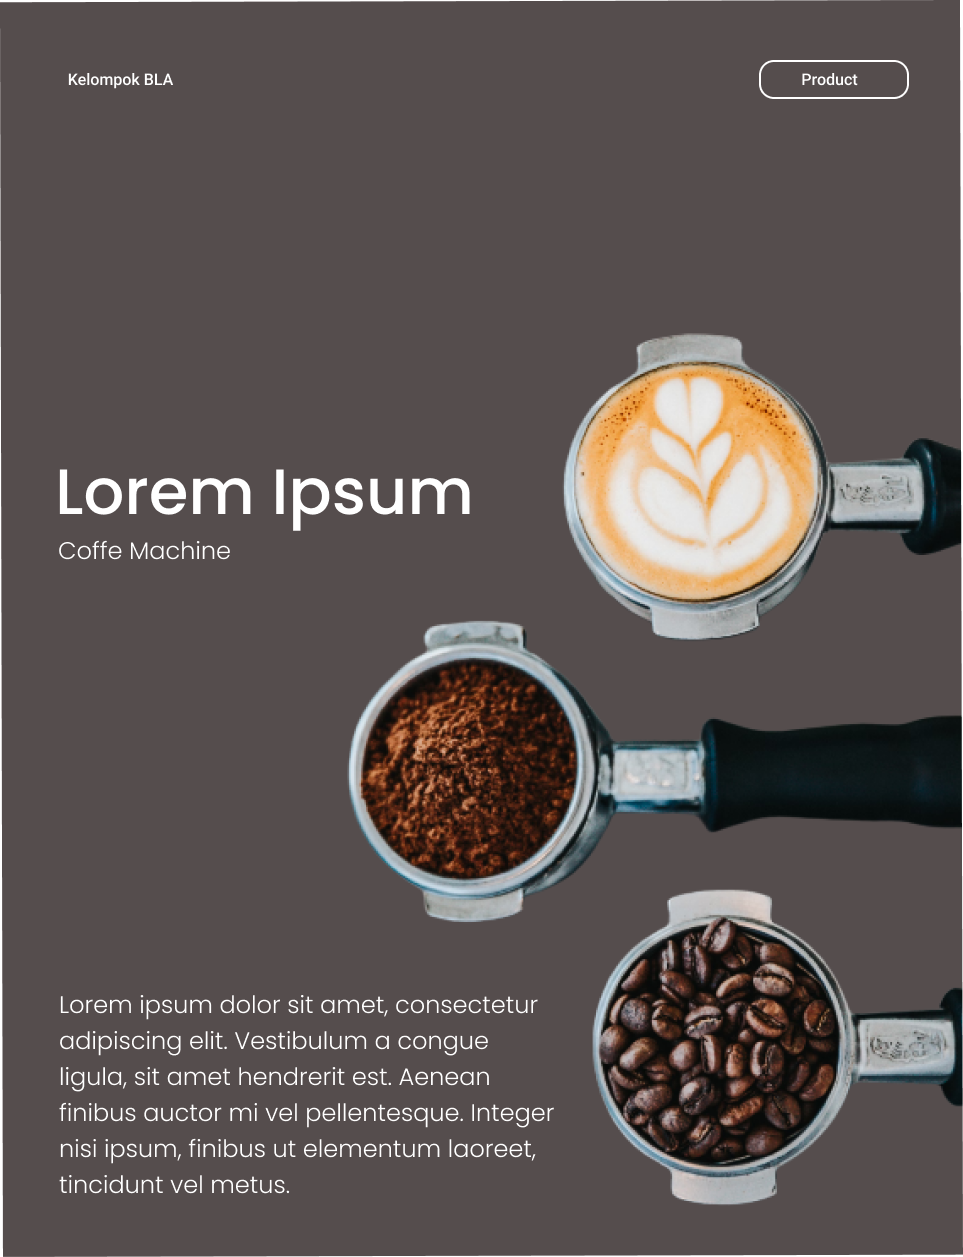 Kelompok BLA
Product
Lorem Ipsum
Coffe Machine
Lorem ipsum dolor sit amet, consectetur
adipiscing elit. Vestibulum a congue
ligula, sit amet hendrerit est. Aenean
finibus auctor mi vel pellentesque. Integer
nisi ipsum, finibus ut elementum laoreet,
tincidunt vel metus.